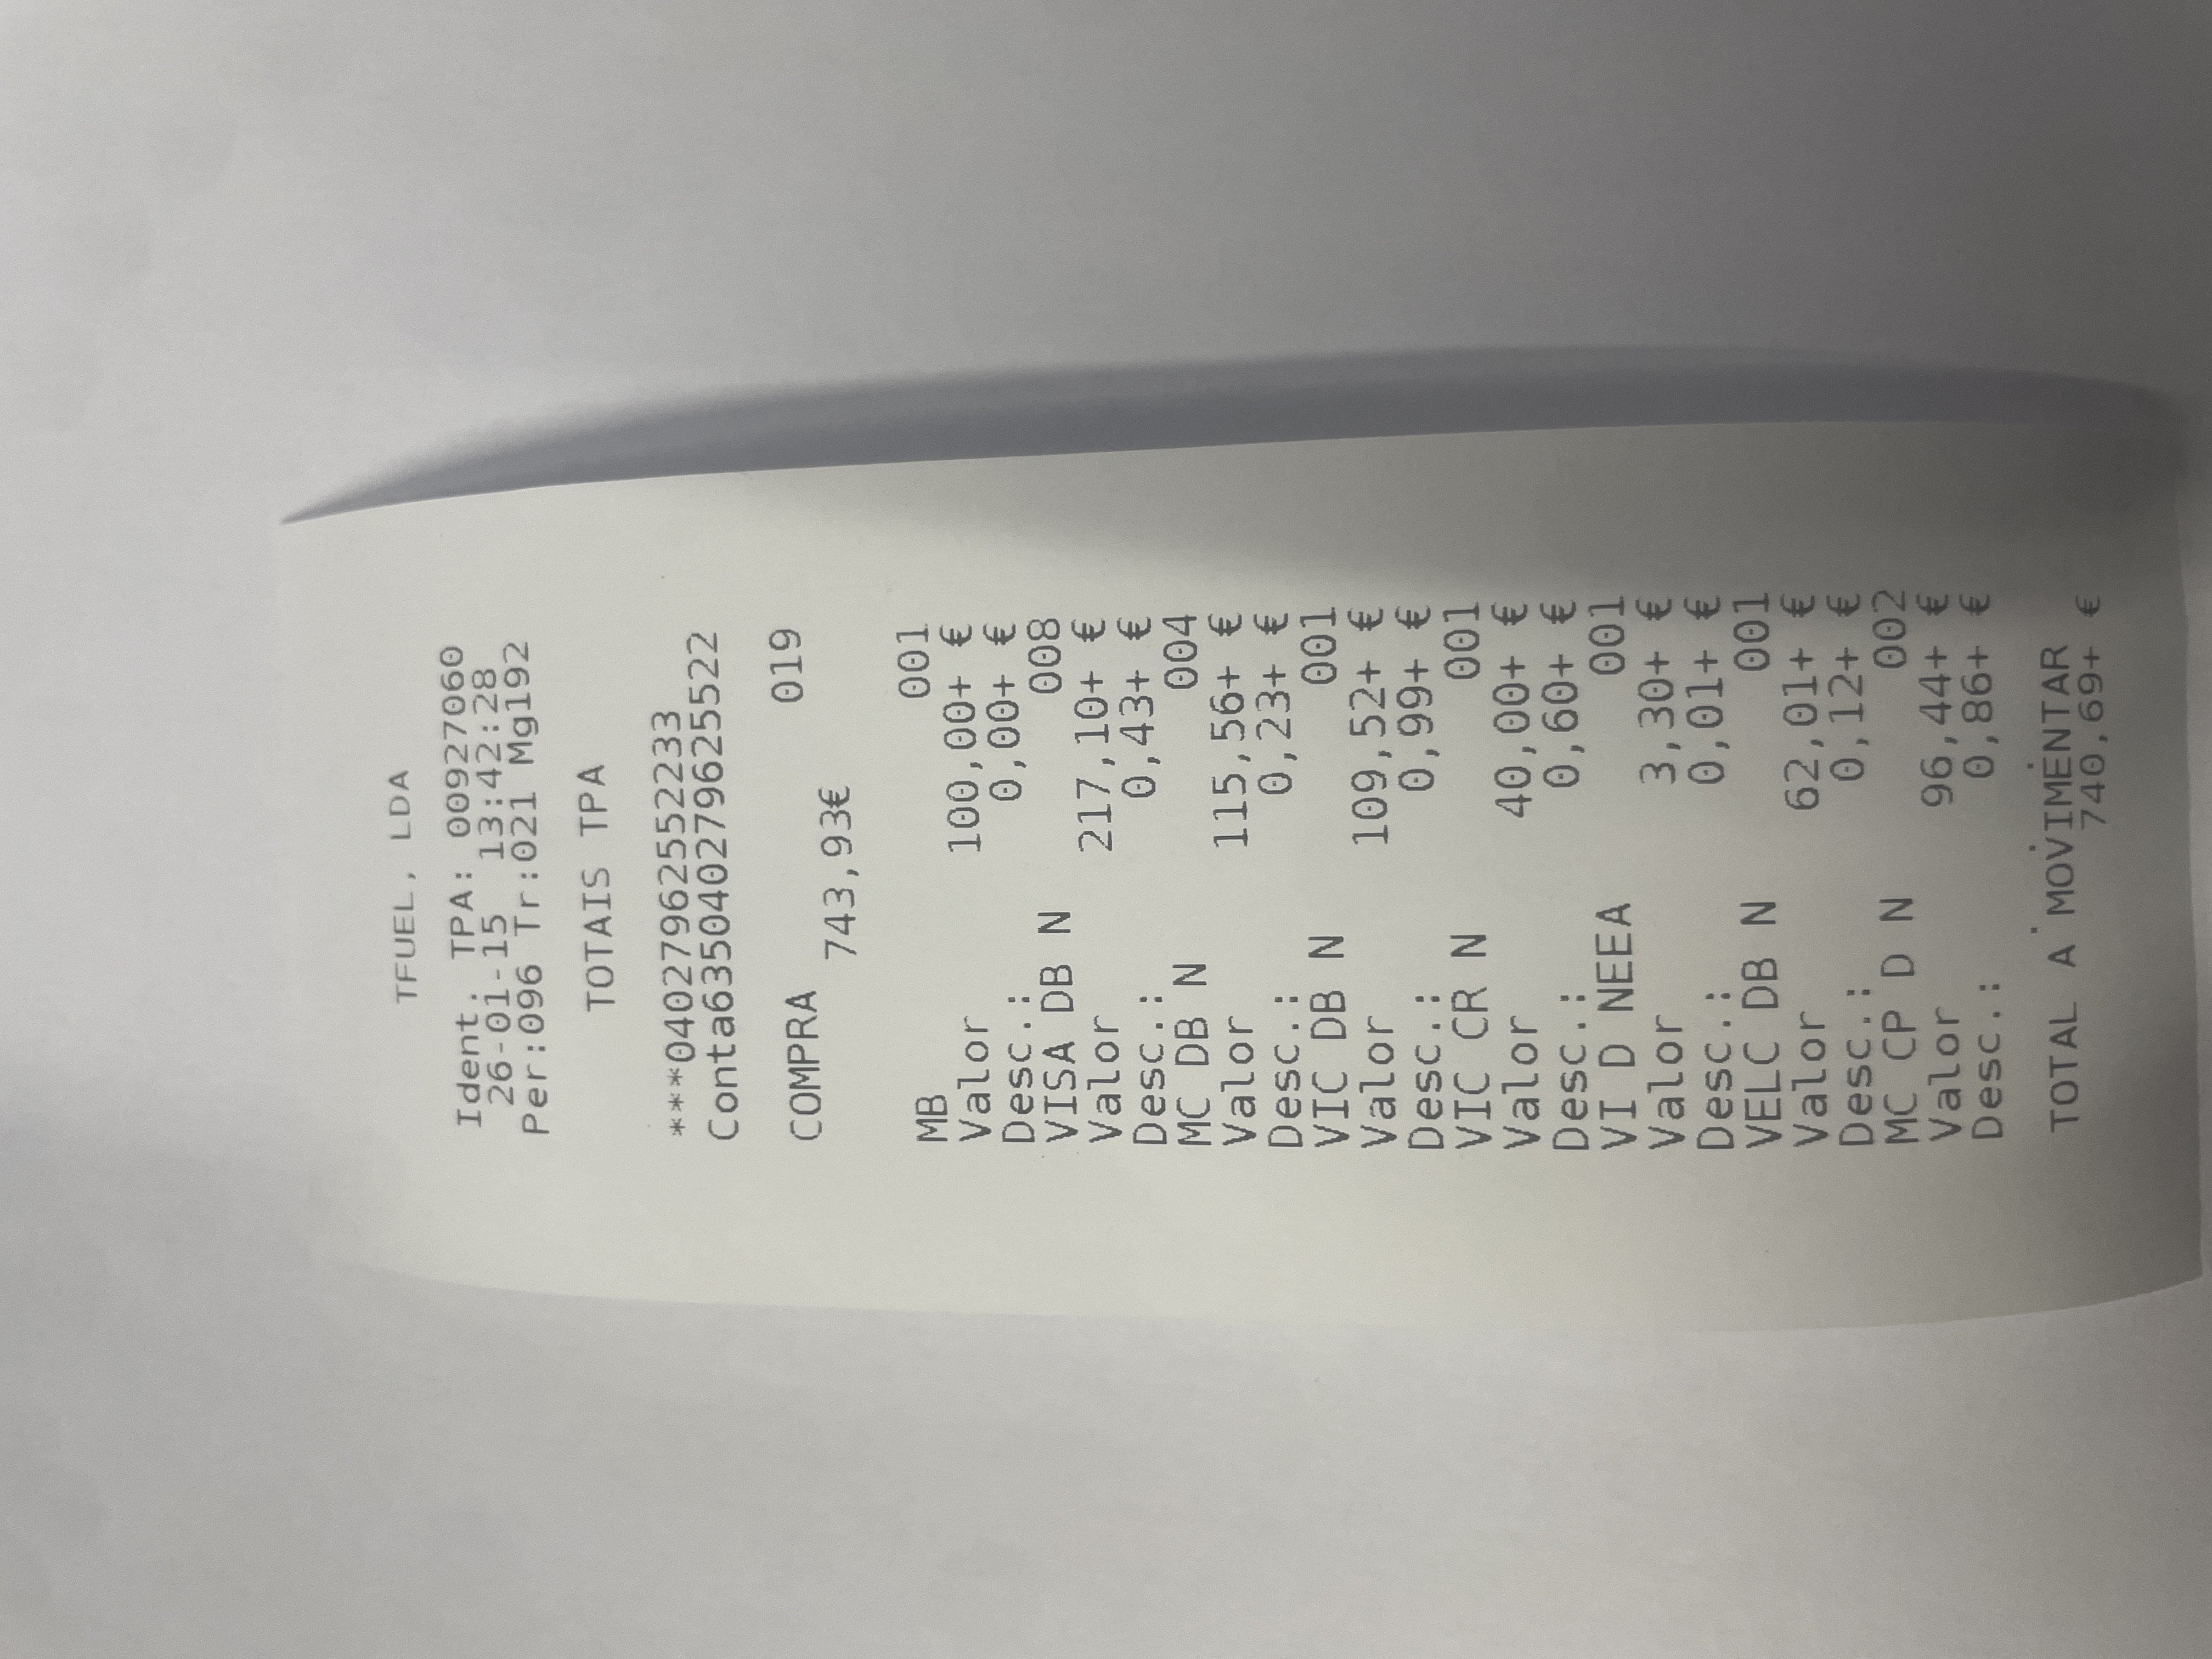 TFUEL, LDA
Ident. TPA: 00927060
26-01-15 13:42:28
Per:096 Tr:021 Mg192
TOTAIS TPA
***04027962552233
Conta6350402796255​22
COMPRA 019
743,93€
MB 001
Valor 100,00+ €
Desc.: 0,00+ €
VISA DB N 008
Valor 217,10+ €
Desc.: 0,43+ €
MC DB N 004
Valor 115,56+ €
Desc.: 0,23+ €
VIC DB N 001
Valor 109,52+ €
Desc.: 0,99+ €
VIC CR N 001
Valor 40,00+ €
Desc.: 0,60+ €
VI D NEEA 001
Valor 3,30+ €
Desc.: 0,01+ €
VELC DB N 001
Valor 62,01+ €
Desc.: 0,12+ €
MC CP D N 002
Valor 96,44+ €
Desc.: 0,86+ €
TOTAL A MOVIMENTAR
740,69+ €